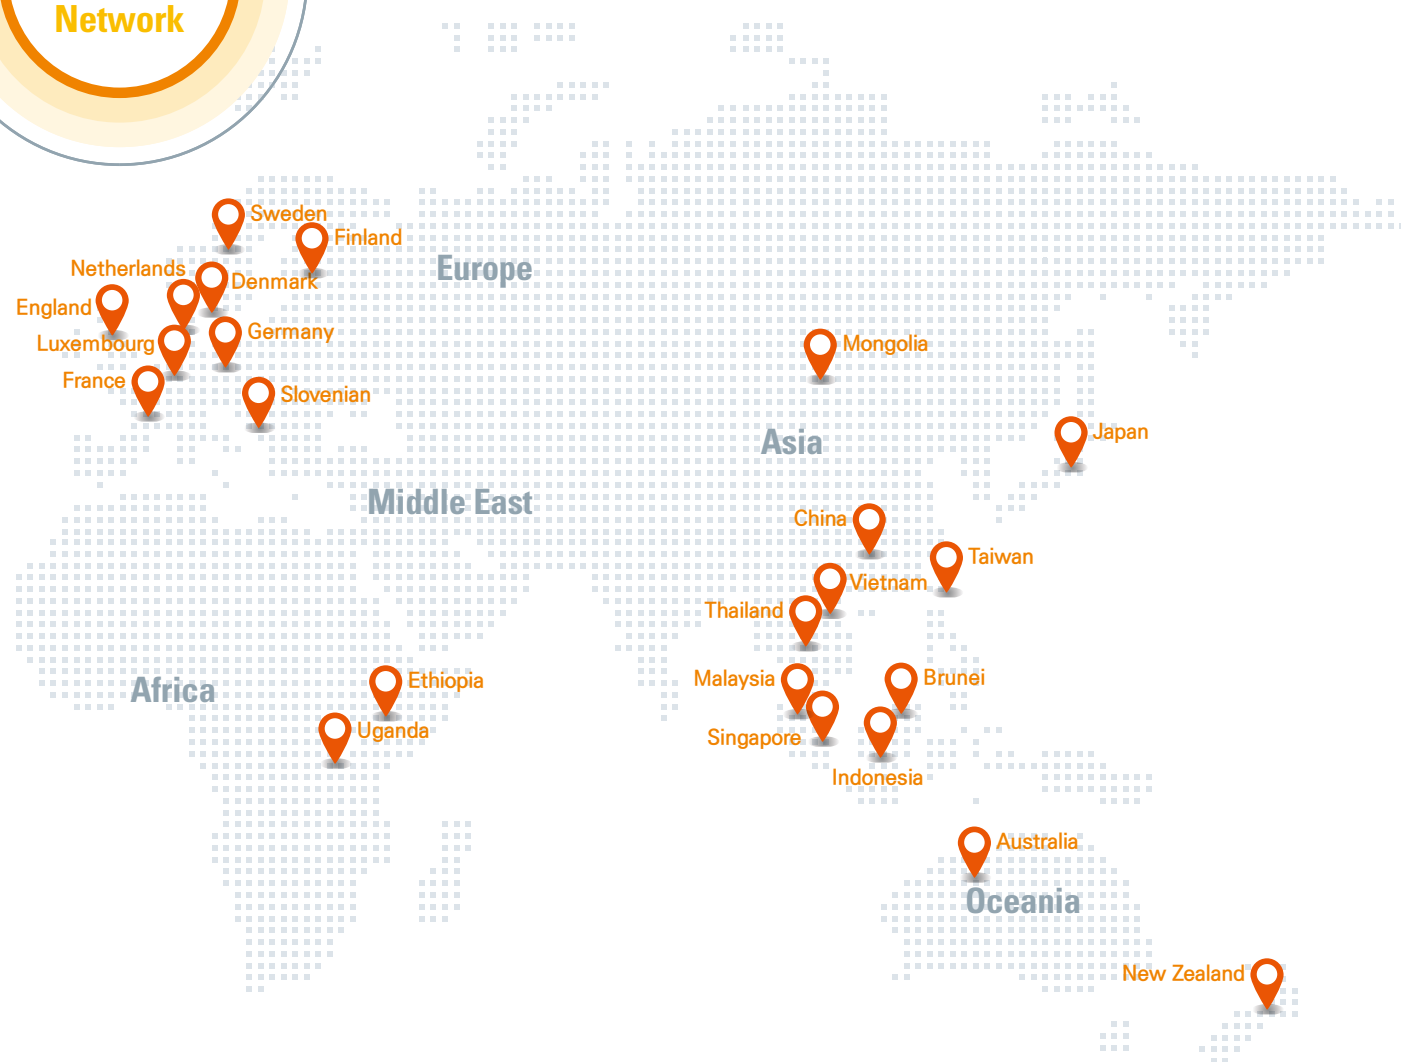 Network
Sweden
Finland
Europe
Netherlands
Denmark
England
Germany
Luxembourg
Mongolia
France
Slovenian
Japan
Asia
Middle East
China
Taiwan
Vietnam
Thailand
Malaysia
Brunei
Ethiopia
Africa
Uganda
Singapore
Indonesia
Australia
Oceania
New Zealand